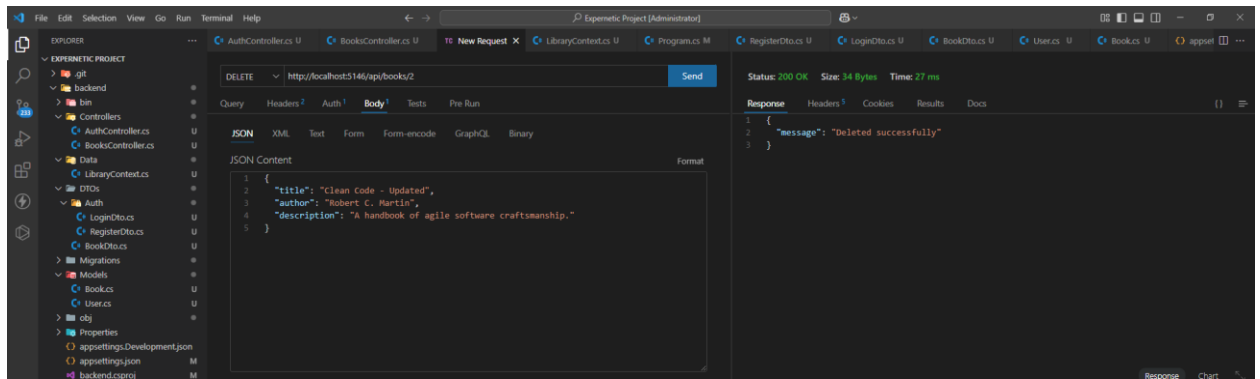 File Edit Selection View Go Run Terminal Help
Expernetic Project [Administrator]
EXPLORER
AuthController.cs U BooksController.cs U TC New Request LibraryContext.cs U Program.cs M RegisterDto.cs U LoginDto.cs U BookDto.cs U User.cs U Book.cs U {} appset
EXPERNETIC PROJECT
.git
backend
bin
Controllers
AuthController.cs U
BooksController.cs U
Data
LibraryContext.cs U
DTOs
Auth
LoginDto.cs U
RegisterDto.cs U
BookDto.cs U
Migrations
Models
Book.cs U
User.cs U
obj
Properties
{} appsettings.Development.json
{} appsettings.json M
backend.csproj M
233
DELETE http://localhost:5146/api/books/2 Send
Query Headers 2 Auth 1 Body 1 Tests Pre Run
JSON XML Text Form Form-encode GraphQL Binary
JSON Content Format
1 {
2 "title": "Clean Code - Updated",
3 "author": "Robert C. Martin",
4 "description": "A handbook of agile software craftsmanship."
5 }
Status: 200 OK Size: 34 Bytes Time: 27 ms
Response Headers 5 Cookies Results Docs {}
1 {
2 "message": "Deleted successfully"
3 }
Response Chart